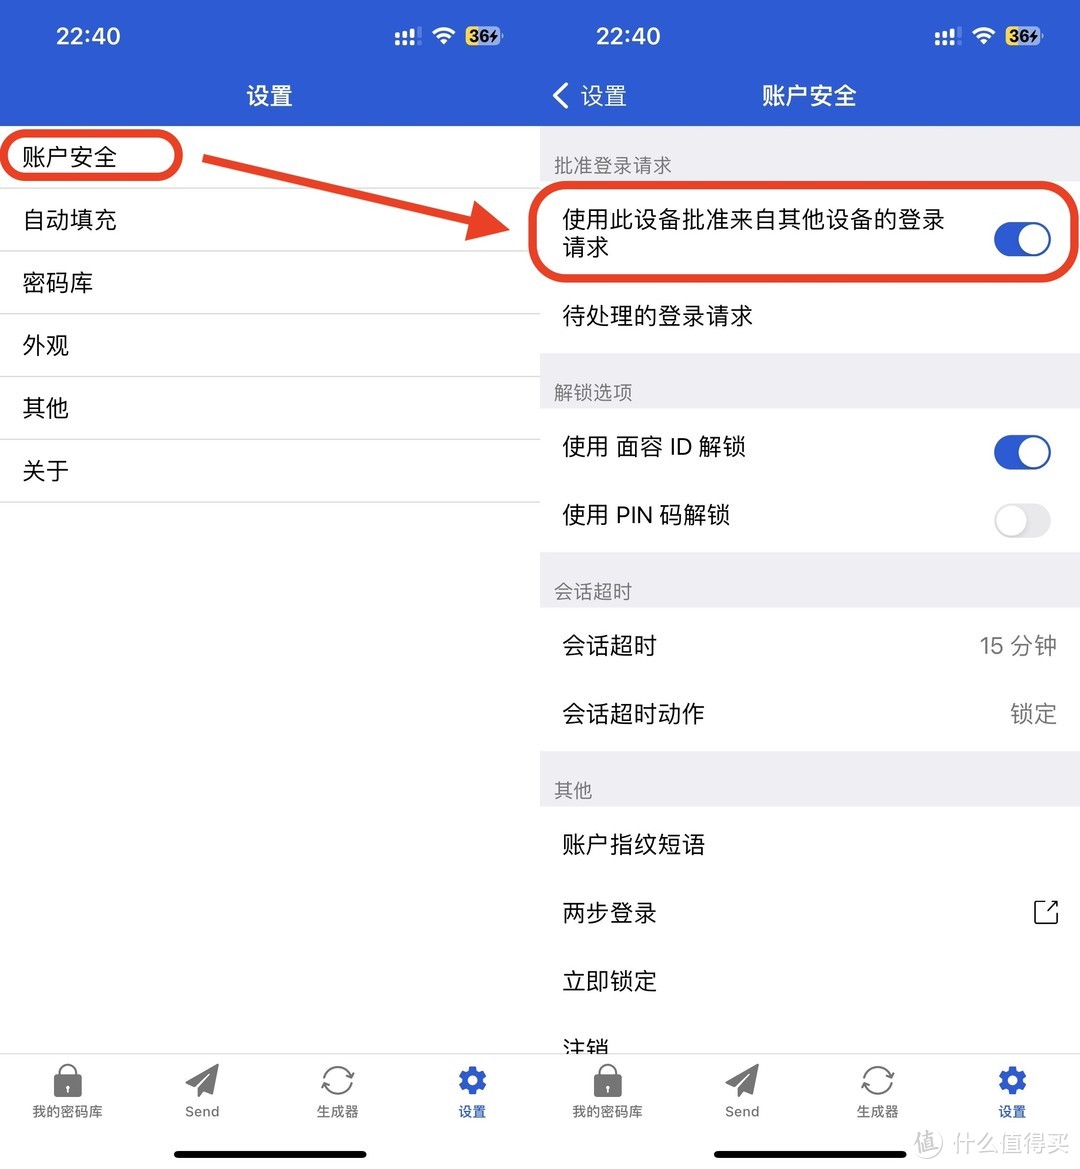 22:40
36
设置
账户安全
自动填充
密码库
外观
其他
关于
我的密码库
Send
生成器
设置
22:40
36
设置
账户安全
批准登录请求
使用此设备批准来自其他设备的登录
请求
待处理的登录请求
解锁选项
使用 面容 ID 解锁
使用 PIN 码解锁
会话超时
会话超时
15 分钟
会话超时动作
锁定
其他
账户指纹短语
两步登录
立即锁定
注销
我的密码库
Send
生成器
设置
值 什么值得买